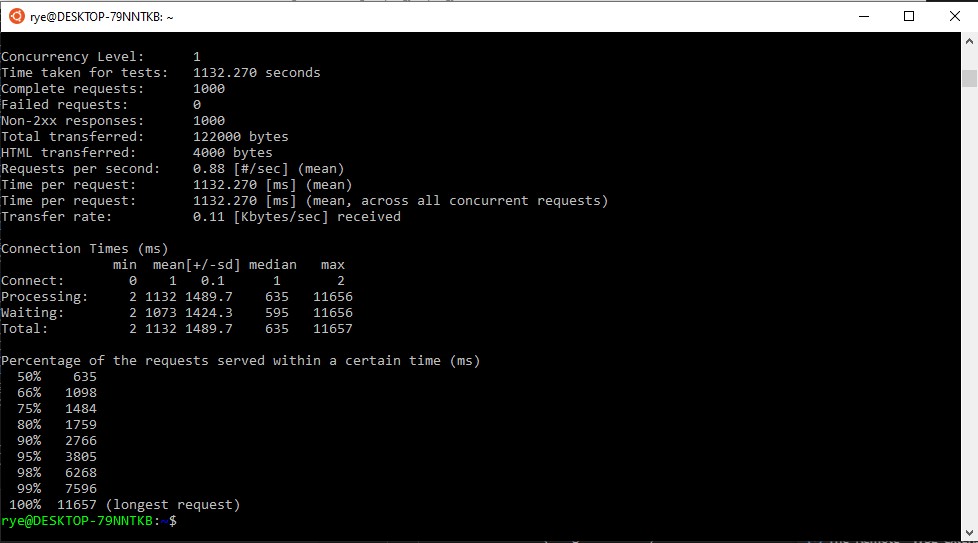 rye@DESKTOP-79NNTKB: ~
Concurrency Level:      1
Time taken for tests:   1132.270 seconds
Complete requests:      1000
Failed requests:        0
Non-2xx responses:      1000
Total transferred:      122000 bytes
HTML transferred:       4000 bytes
Requests per second:    0.88 [#/sec] (mean)
Time per request:       1132.270 [ms] (mean)
Time per request:       1132.270 [ms] (mean, across all concurrent requests)
Transfer rate:          0.11 [Kbytes/sec] received
Connection Times (ms)
              min  mean[+/-sd] median   max
Connect:        0    1   0.1      1       2
Processing:     2 1132 1489.7    635   11656
Waiting:        2 1073 1424.3    595   11656
Total:          2 1132 1489.7    635   11657
Percentage of the requests served within a certain time (ms)
  50%    635
  66%   1098
  75%   1484
  80%   1759
  90%   2766
  95%   3805
  98%   6268
  99%   7596
 100%  11657 (longest request)
rye@DESKTOP-79NNTKB:~$